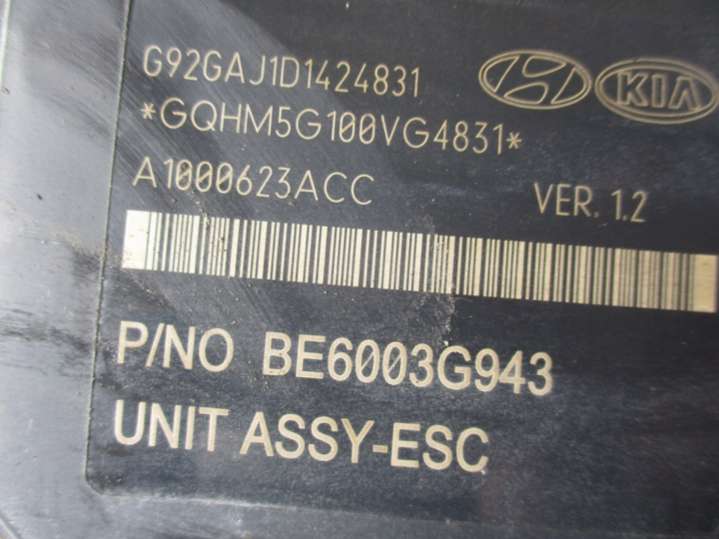 G92GAJ1D1424831
KIA
*GQHM5G100VG4831*
A1000623ACC VER. 1.2
P/NO BE6003G943
UNIT ASSY-ESC